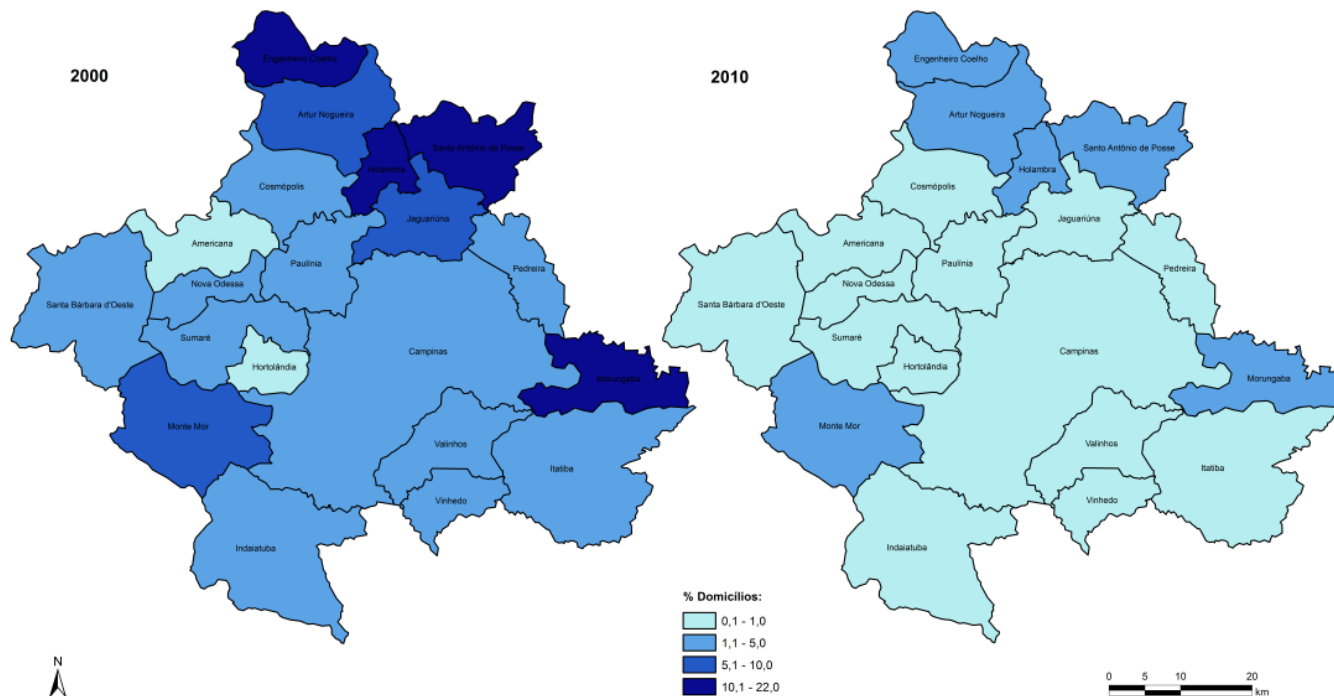 2000
Engenheiro Coelho
Artur Nogueira
Santo Antônio de Posse
Holambra
Cosmópolis
Jaguariúna
Americana
Paulínia
Pedreira
Nova Odessa
Santa Bárbara d'Oeste
Sumaré
Campinas
Hortolândia
Morungaba
Monte Mor
Valinhos
Itatiba
Vinhedo
Indaiatuba
2010
Engenheiro Coelho
Artur Nogueira
Santo Antônio de Posse
Holambra
Cosmópolis
Jaguariúna
Americana
Paulínia
Pedreira
Nova Odessa
Santa Bárbara d'Oeste
Sumaré
Campinas
Hortolândia
Morungaba
Monte Mor
Valinhos
Itatiba
Vinhedo
Indaiatuba
% Domicílios:
0,1 - 1,0
1,1 - 5,0
5,1 - 10,0
10,1 - 22,0
N
0 5 10 20
km